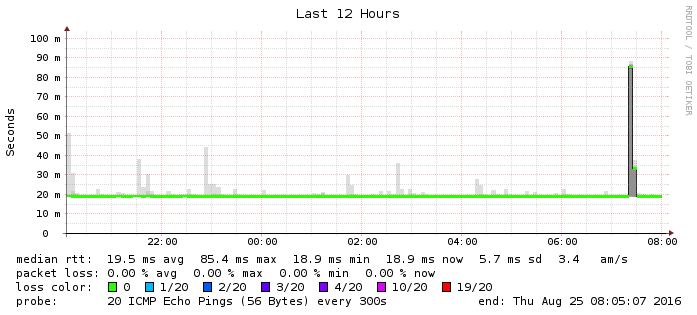 Last 12 Hours
RRDTOOL / TOBI OETIKER
Seconds
100 m
90 m
80 m
70 m
60 m
50 m
40 m
30 m
20 m
10 m
0
22:00 00:00 02:00 04:00 06:00 08:00
median rtt: 19.5 ms avg 85.4 ms max 18.9 ms min 18.9 ms now 5.7 ms sd 3.4 am/s
packet loss: 0.00 % avg 0.00 % max 0.00 % min 0.00 % now
loss color: 0 1/20 2/20 3/20 4/20 10/20 19/20
probe: 20 ICMP Echo Pings (56 Bytes) every 300s end: Thu Aug 25 08:05:07 2016